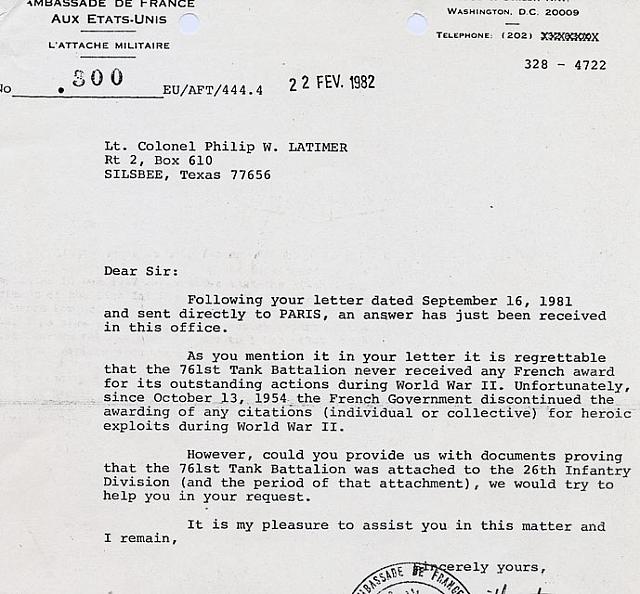 AMBASSADE DE FRANCE
AUX ETATS-UNIS
L'ATTACHE MILITAIRE
No .300 EU/AFT/444.4
22 FEV. 1982
WASHINGTON, D.C. 20009
TELEPHONE: (202)
328 - 4722
Lt. Colonel Philip W. LATIMER
Rt 2, Box 610
SILSBEE, Texas 77656
Dear Sir:
Following your letter dated September 16, 1981
and sent directly to PARIS, an answer has just been received
in this office.
As you mention it in your letter it is regrettable
that the 761st Tank Battalion never received any French award
for its outstanding actions during World War II. Unfortunately,
since October 13, 1954 the French Government discontinued the
awarding of any citations (individual or collective) for heroic
exploits during World War II.
However, could you provide us with documents proving
that the 761st Tank Battalion was attached to the 26th Infantry
Division (and the period of that attachment), we would try to
help you in your request.
It is my pleasure to assist you in this matter and
I remain,
Sincerely yours,
AMBASSADE DE FRANCE